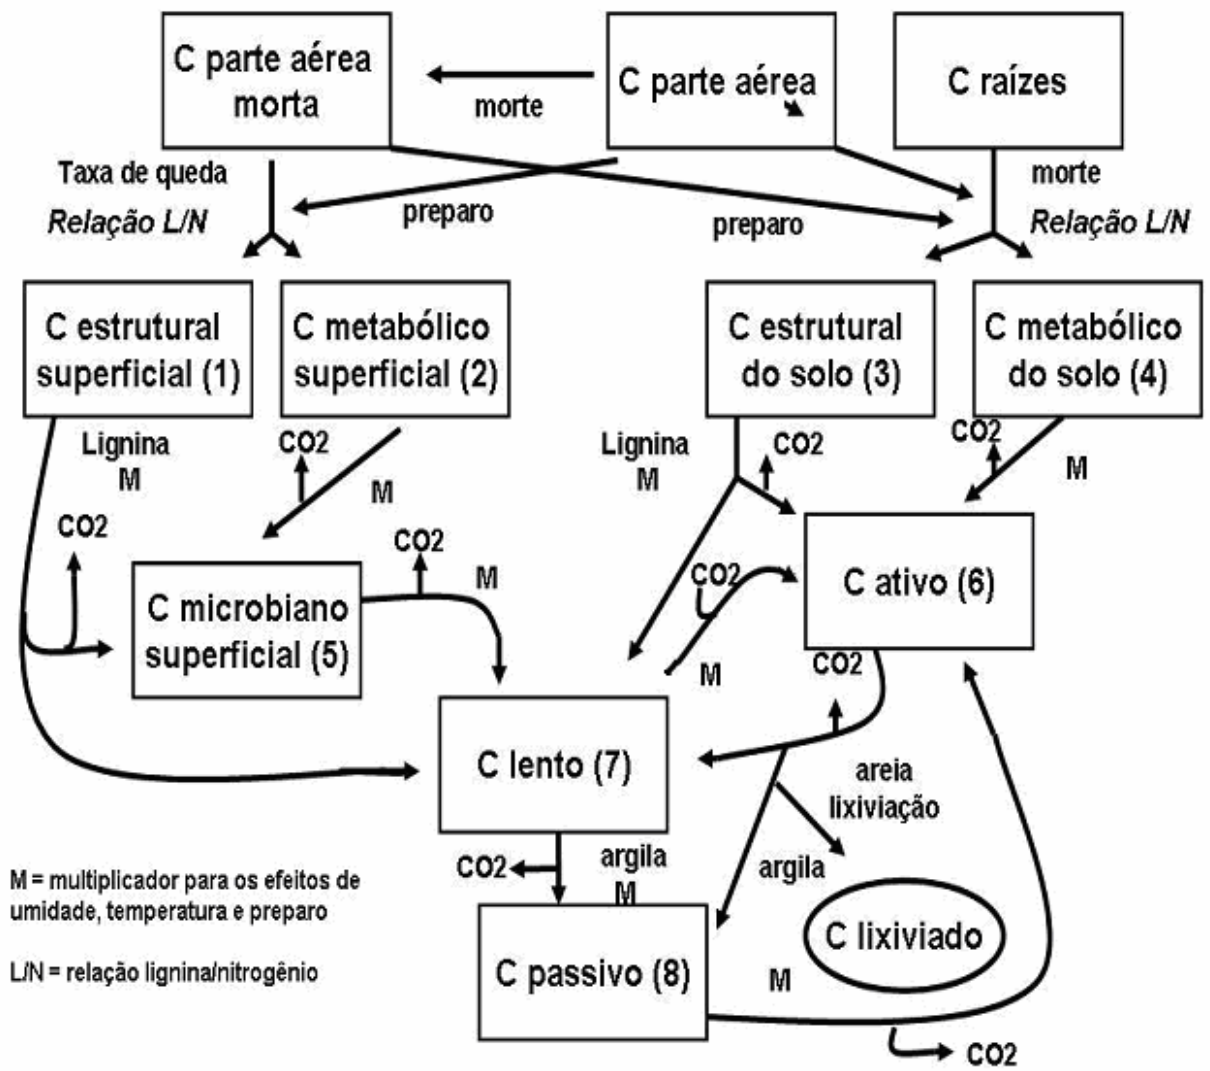 C parte aérea
morta
C parte aérea
C raízes
morte
Taxa de queda
Relação L/N
preparo
preparo
morte
Relação L/N
C estrutural
superficial (1)
C metabólico
superficial (2)
C estrutural
do solo (3)
C metabólico
do solo (4)
Lignina
M
CO2
M
Lignina
M
CO2
CO2
M
CO2
CO2
M
C microbiano
superficial (5)
CO2
M
C ativo (6)
CO2
C lento (7)
areia
lixiviação
CO2
argila
M
argila
M = multiplicador para os efeitos de
umidade, temperatura e preparo
L/N = relação lignina/nitrogênio
C passivo (8)
C lixiviado
M
CO2